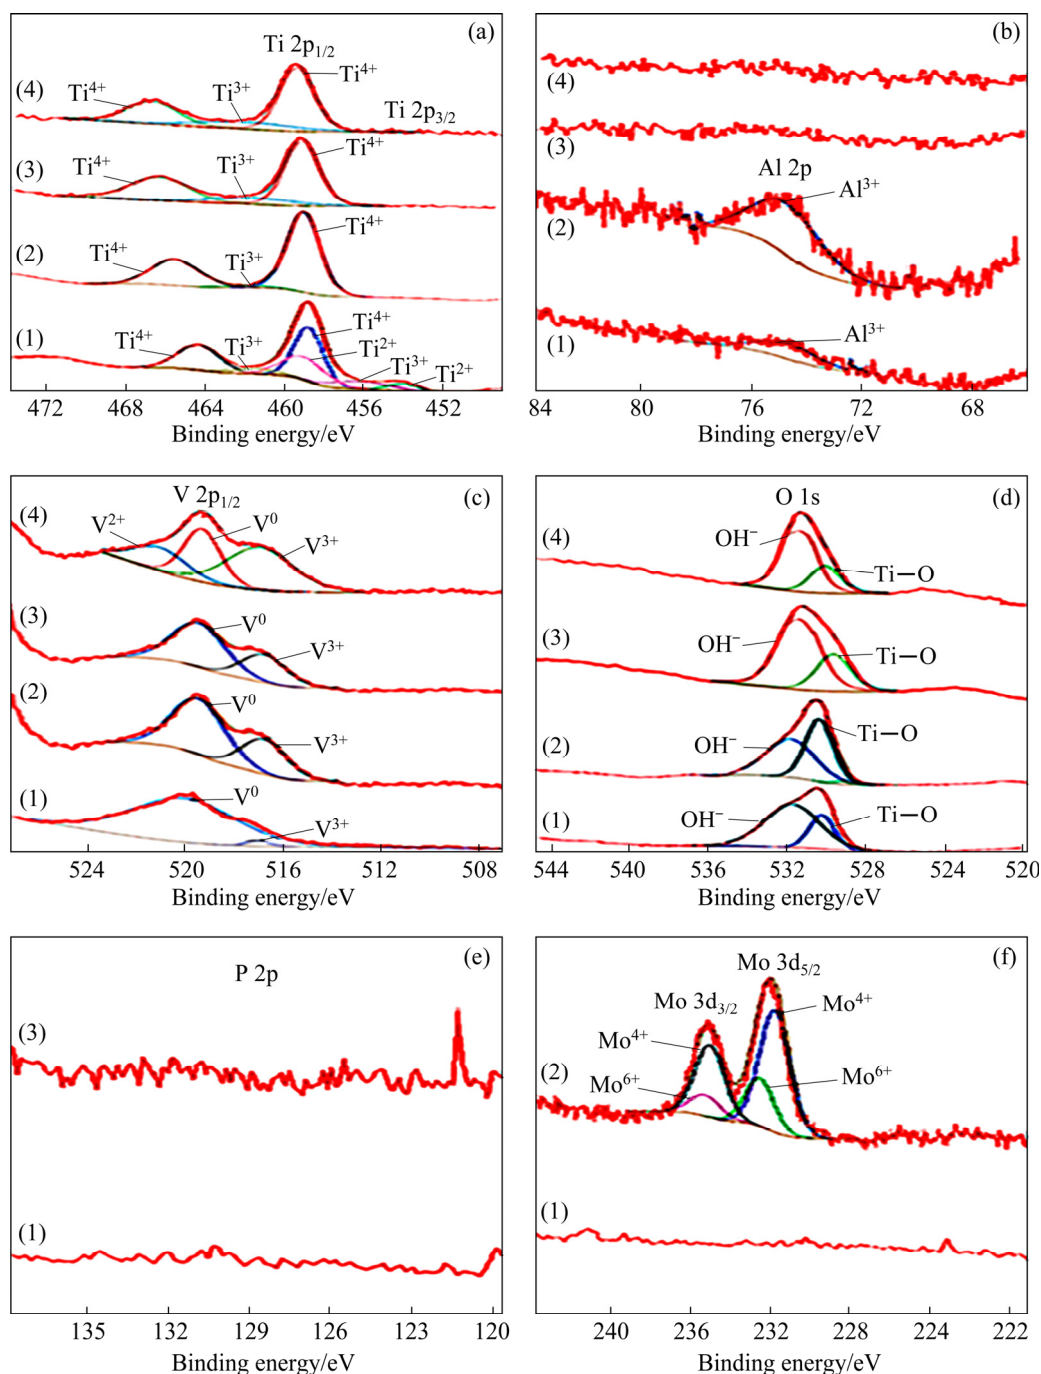 (a)
Ti 2p1/2
Ti4+
(4)
Ti4+
Ti3+
Ti 2p3/2
Ti4+
(3)
Ti4+
Ti3+
Ti4+
(2)
Ti4+
Ti3+
Ti4+
(1)
Ti4+
Ti3+
Ti2+
Ti3+
Ti2+
472 468 464 460 456 452
Binding energy/eV
(b)
(4)
(3)
Al 2p
Al3+
(2)
Al3+
(1)
84 80 76 72 68
Binding energy/eV
(c)
V 2p1/2
(4)
V2+
V0
V3+
(3)
V0
V3+
(2)
V0
V3+
(1)
V0
V3+
524 520 516 512 508
Binding energy/eV
(d)
O 1s
(4)
OH−
Ti−O
(3)
OH−
Ti−O
(2)
OH−
Ti−O
(1)
OH−
Ti−O
544 540 536 532 528 524 520
Binding energy/eV
(e)
P 2p
(3)
(1)
135 132 129 126 123 120
Binding energy/eV
(f)
Mo 3d5/2
Mo 3d3/2
Mo4+
Mo4+
(2)
Mo6+
Mo6+
(1)
240 236 232 228 224 222
Binding energy/eV